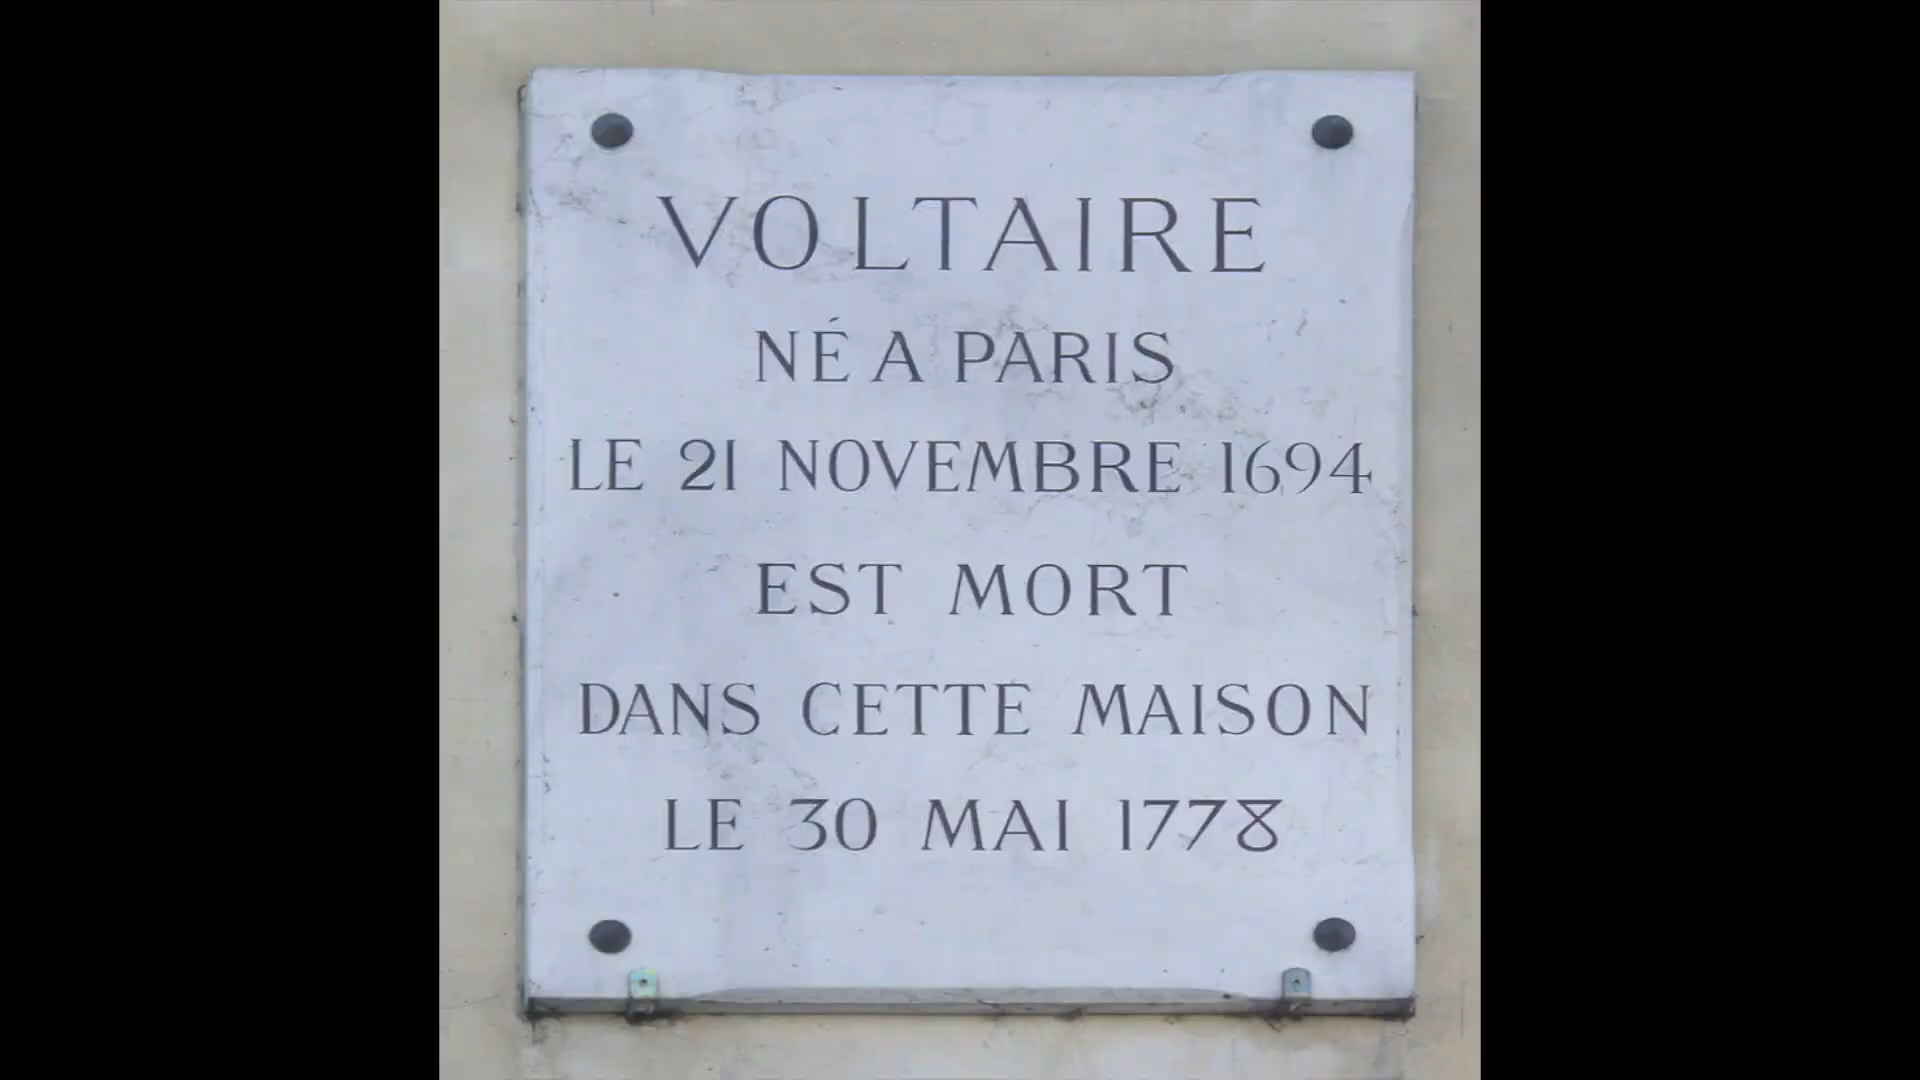 VOLTAIRE
NÉ A PARIS
LE 21 NOVEMBRE 1694
EST MORT
DANS CETTE MAISON
LE 30 MAI 1778